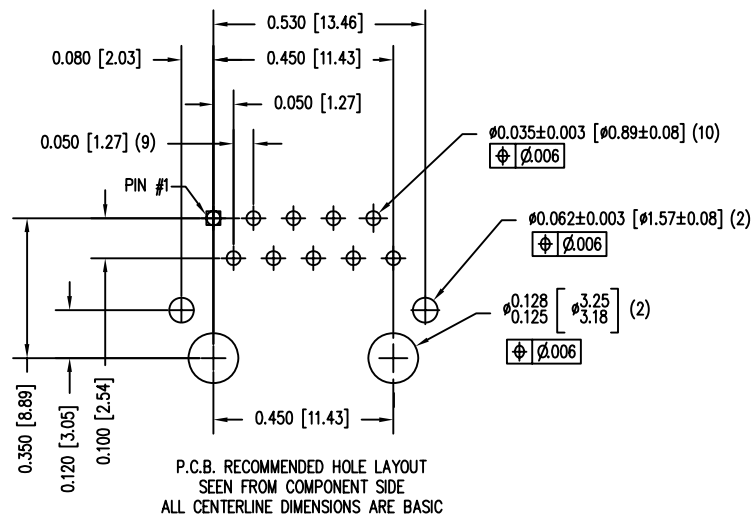 0.530 [13.46]
0.080 [2.03]
0.450 [11.43]
0.050 [1.27]
0.050 [1.27] (9)
ø0.035±0.003 [ø0.89±0.08] (10)
⌖ Ø.006
PIN #1
ø0.062±0.003 [ø1.57±0.08] (2)
⌖ Ø.006
ø0.128 0.125 [ø3.25 3.18] (2)
⌖ Ø.006
0.350 [8.89]
0.120 [3.05]
0.100 [2.54]
0.450 [11.43]
P.C.B. RECOMMENDED HOLE LAYOUT
SEEN FROM COMPONENT SIDE
ALL CENTERLINE DIMENSIONS ARE BASIC